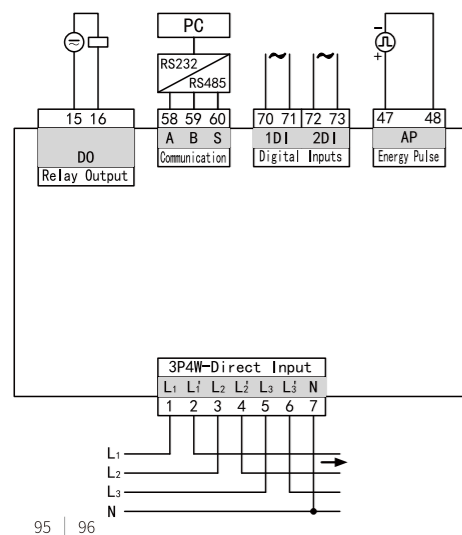 PC
RS232
RS485
15 16
58 59 60
70 71 72 73
47 48
A B S
1DI 2DI
AP
DO
Communication
Digital Inputs
Energy Pulse
Relay Output
3P4W-Direct Input
L₁ L₁' L₂ L₂' L₃ L₃' N
1 2 3 4 5 6 7
L₁
L₂
L₃
N
95 | 96